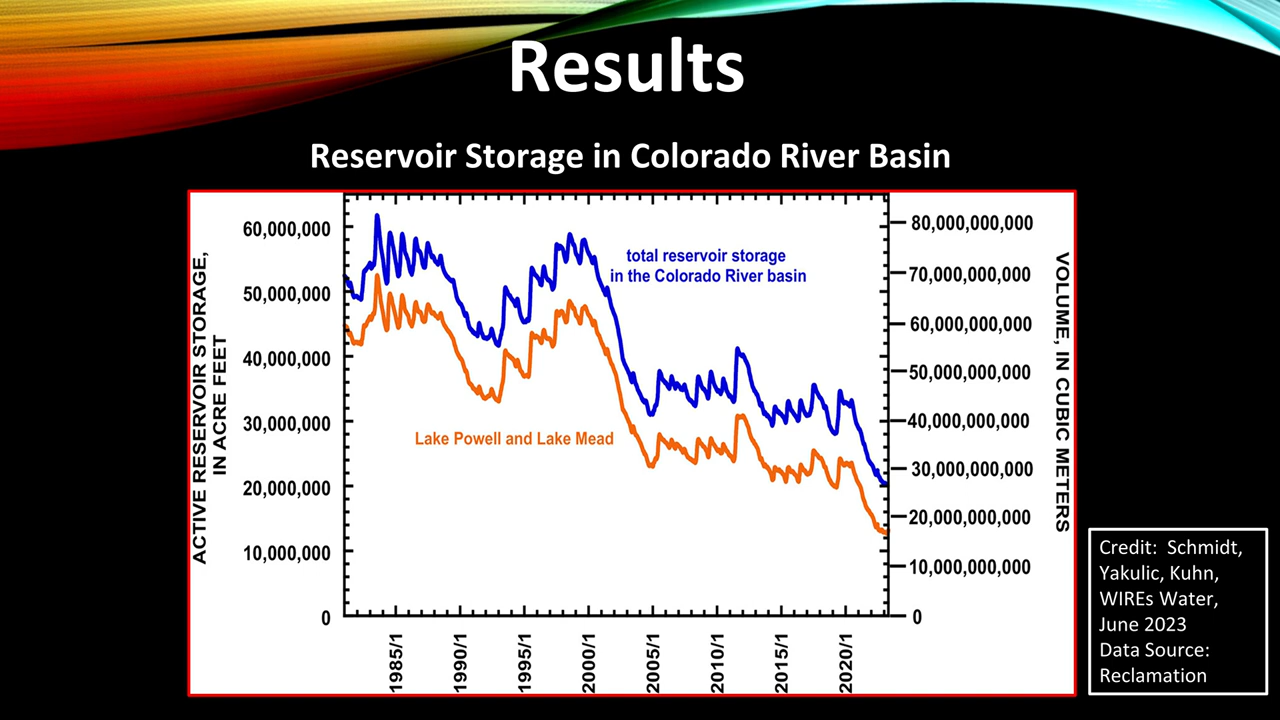 Results
Reservoir Storage in Colorado River Basin
ACTIVE RESERVOIR STORAGE,
IN ACRE FEET
60,000,000
50,000,000
40,000,000
30,000,000
20,000,000
10,000,000
0
total reservoir storage
in the Colorado River basin
Lake Powell and Lake Mead
80,000,000,000
70,000,000,000
60,000,000,000
50,000,000,000
40,000,000,000
30,000,000,000
20,000,000,000
10,000,000,000
0
VOLUME, IN CUBIC METERS
1985/1
1990/1
1995/1
2000/1
2005/1
2010/1
2015/1
2020/1
Credit: Schmidt,
Yakulic, Kuhn,
WIREs Water,
June 2023
Data Source:
Reclamation